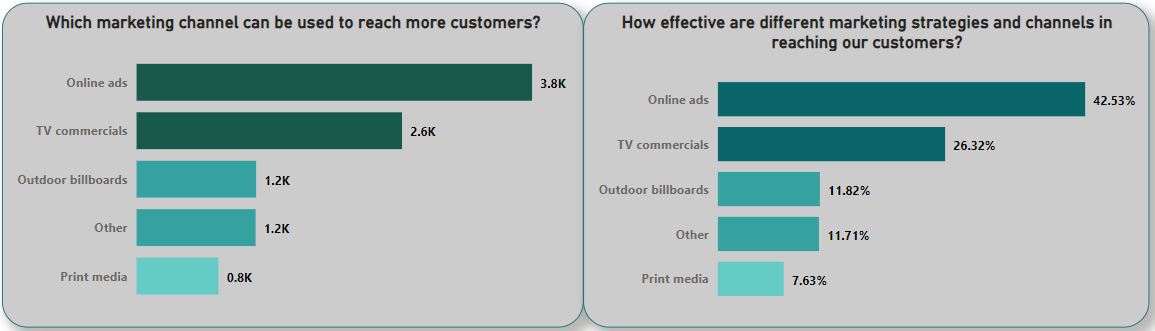 Which marketing channel can be used to reach more customers?
Online ads
3.8K
TV commercials
2.6K
Outdoor billboards
1.2K
Other
1.2K
Print media
0.8K
How effective are different marketing strategies and channels in
reaching our customers?
Online ads
42.53%
TV commercials
26.32%
Outdoor billboards
11.82%
Other
11.71%
Print media
7.63%